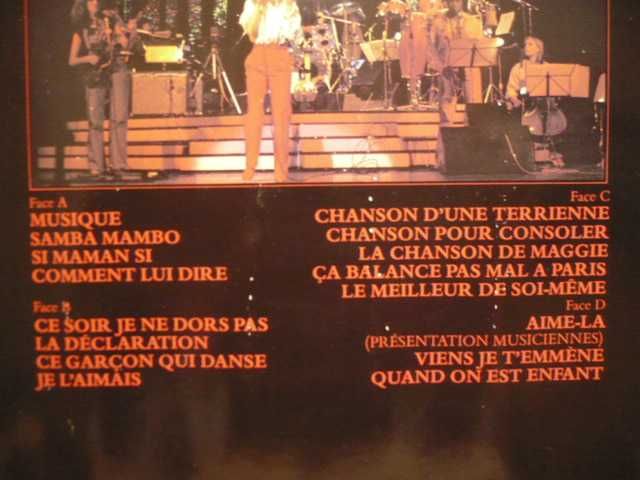 Face A
MUSIQUE
SAMBA MAMBO
SI MAMAN SI
COMMENT LUI DIRE
Face B
CE SOIR JE NE DORS PAS
LA DÉCLARATION
CE GARÇON QUI DANSE
JE L'AIMAIS
Face C
CHANSON D'UNE TERRIENNE
CHANSON POUR CONSOLER
LA CHANSON DE MAGGIE
ÇA BALANCE PAS MAL A PARIS
LE MEILLEUR DE SOI-MÊME
Face D
AIME-LA
(PRÉSENTATION MUSICIENNES)
VIENS JE T'EMMÈNE
QUAND ON EST ENFANT